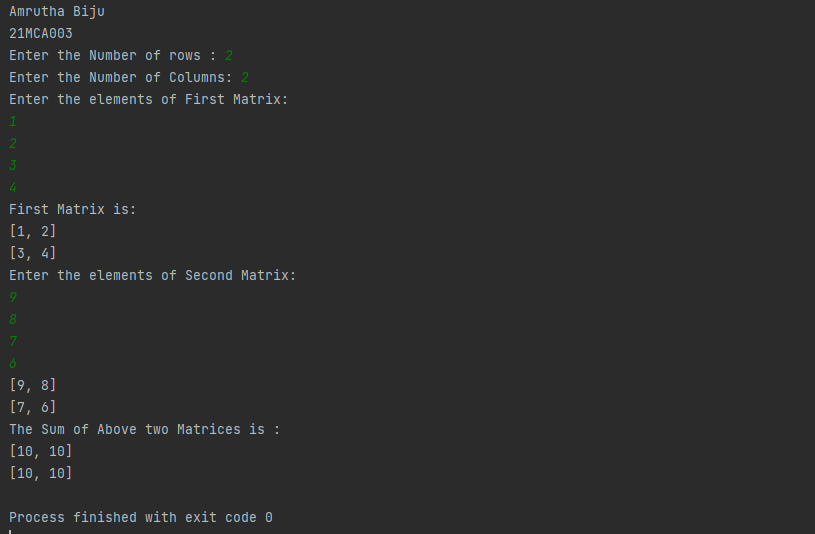 Amrutha Biju
21MCA003
Enter the Number of rows : 2
Enter the Number of Columns: 2
Enter the elements of First Matrix:
1
2
3
4
First Matrix is:
[1, 2]
[3, 4]
Enter the elements of Second Matrix:
9
8
7
6
[9, 8]
[7, 6]
The Sum of Above two Matrices is :
[10, 10]
[10, 10]
Process finished with exit code 0